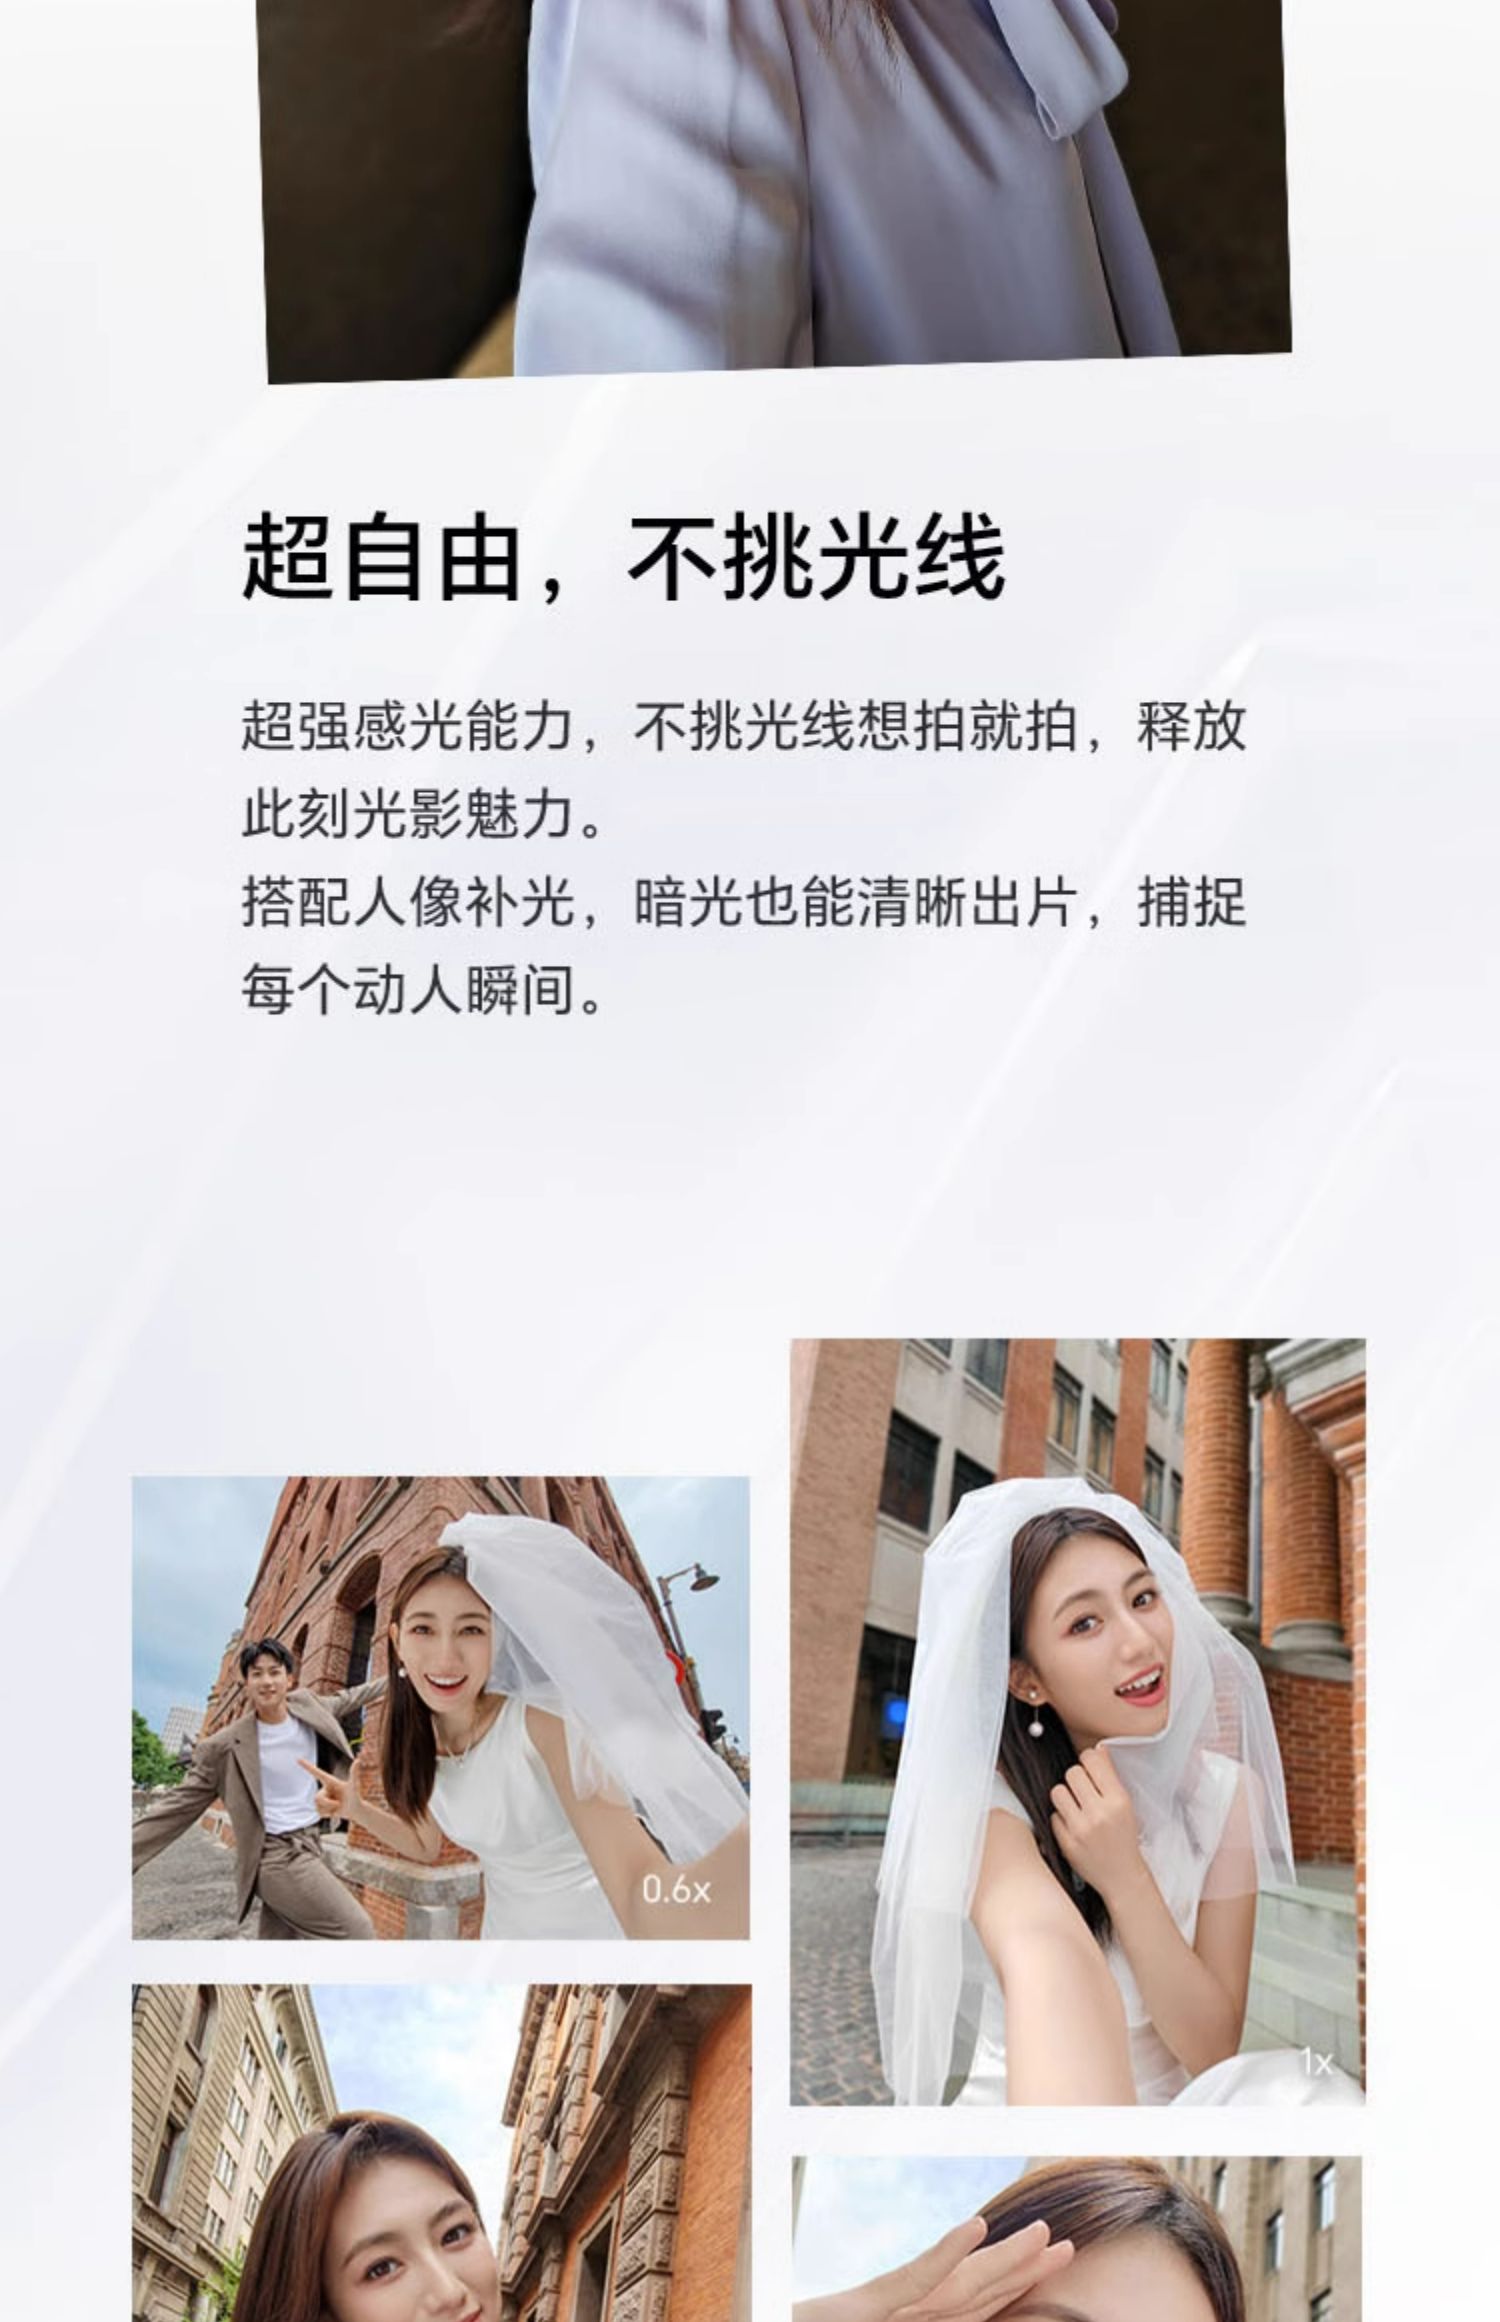 超自由，不挑光线
超强感光能力，不挑光线想拍就拍，释放
此刻光影魅力。
搭配人像补光，暗光也能清晰出片，捕捉
每个动人瞬间。
0.6x
1x